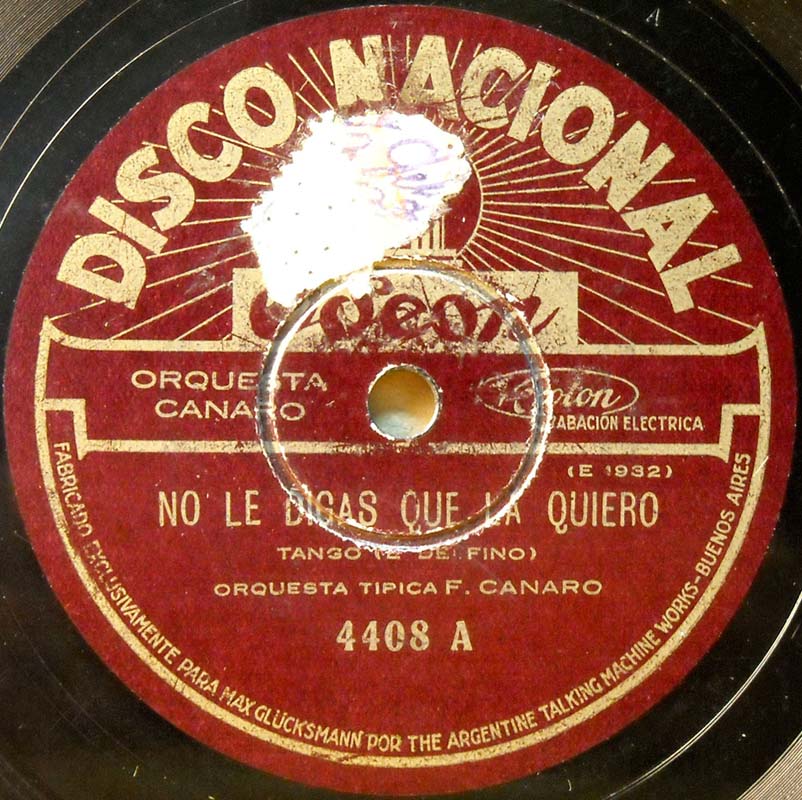 DISCO NACIONAL
Odeon
ORQUESTA
CANARO
GRABACIÓN ELECTRICA
(E 1932)
NO LE DIGAS QUE LA QUIERO
TANGO (E DELFINO)
ORQUESTA TIPICA F. CANARO
4408 A
FABRICADO EXCLUSIVAMENTE PARA MAX GLÜCKSMANN POR THE ARGENTINE TALKING MACHINE WORKS-BUENOS AIRES